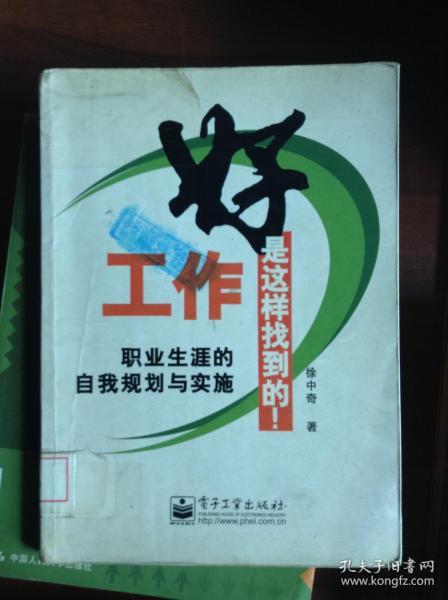 好
工作
是这样找到的！
职业生涯的
自我规划与实施
徐中奇 著
電子工業出版社
PUBLISHING HOUSE OF ELECTRONICS INDUSTRY
http://www.phei.com.cn
中国人
出版社
孔夫子旧书网
www.kongfz.com